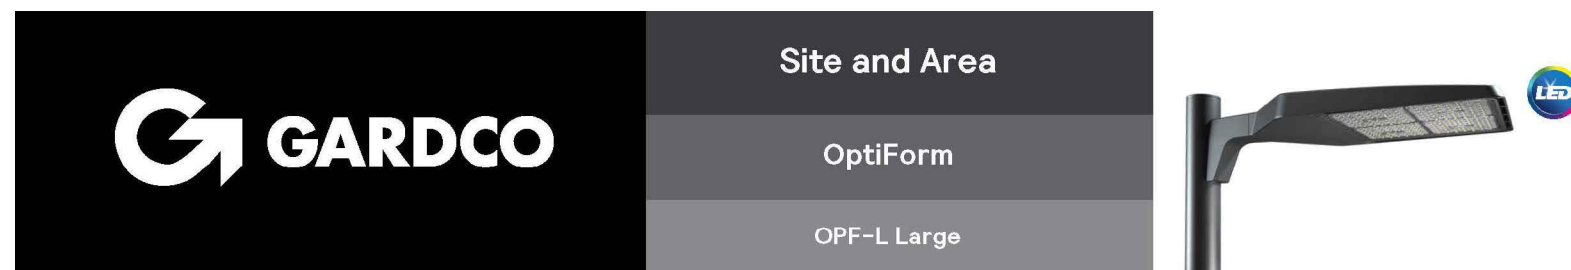 GARDCO
Site and Area
OptiForm
OPF-L Large
LED